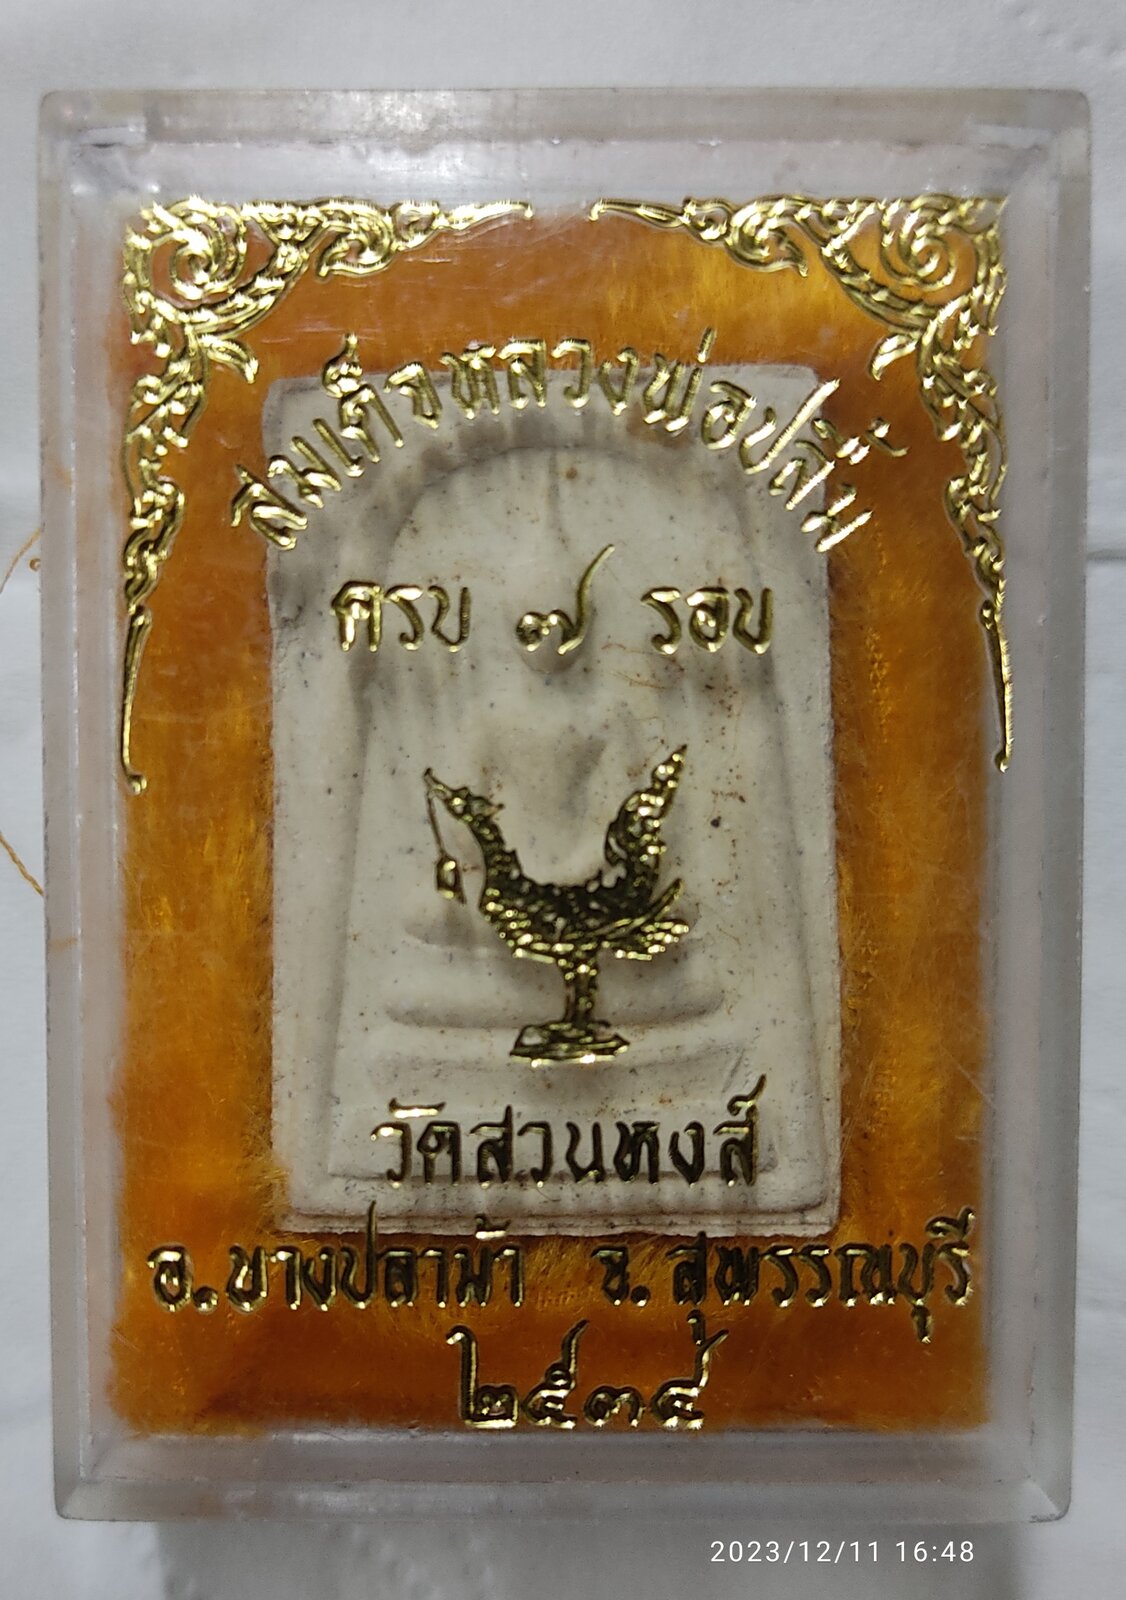 สมเด็จหลวงพ่อปลื้ม
ครบ ๗ รอบ
วัดสวนหงส์
อ.บางปลาม้า จ.สุพรรณบุรี
๒๕๓๔
2023/12/11 16:48